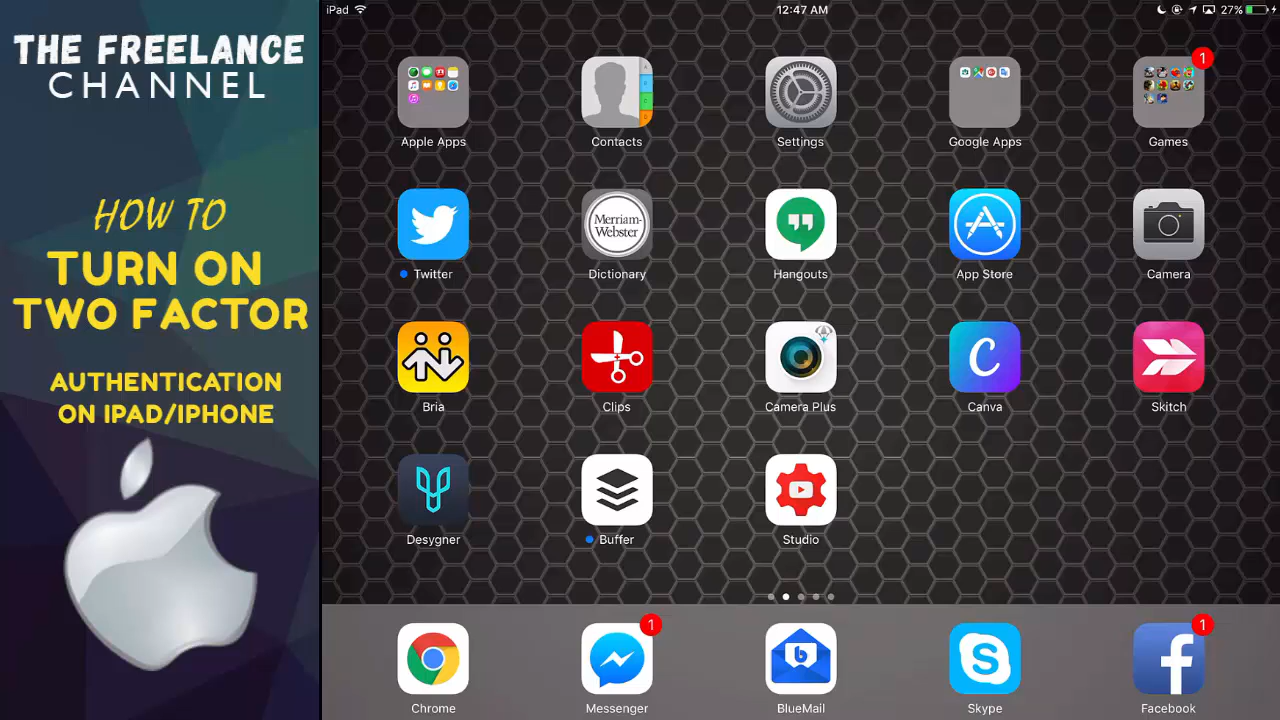 THE FREELANCE
CHANNEL
HOW TO
TURN ON
TWO FACTOR
AUTHENTICATION
ON IPAD/IPHONE
iPad
12:47 AM
27%
1
Apple Apps
Contacts
Settings
Google Apps
Games
Merriam-
Webster
Twitter
Dictionary
Hangouts
App Store
Camera
Bria
Clips
Camera Plus
Canva
Skitch
Desygner
Buffer
Studio
1
1
Chrome
Messenger
BlueMail
Skype
Facebook